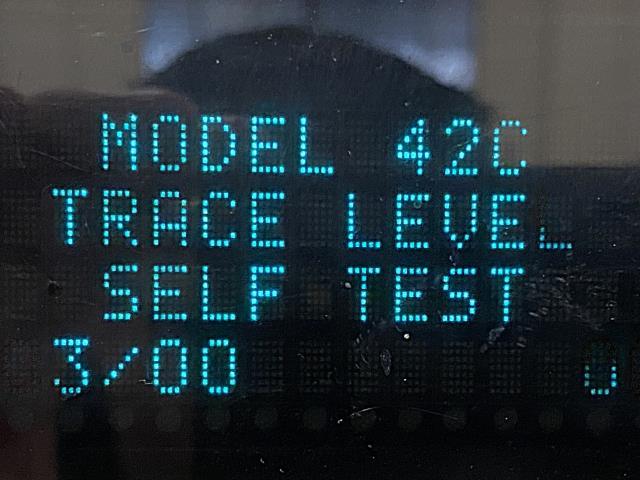 MODEL 42C
TRACE LEVEL
SELF TEST
3/00 0